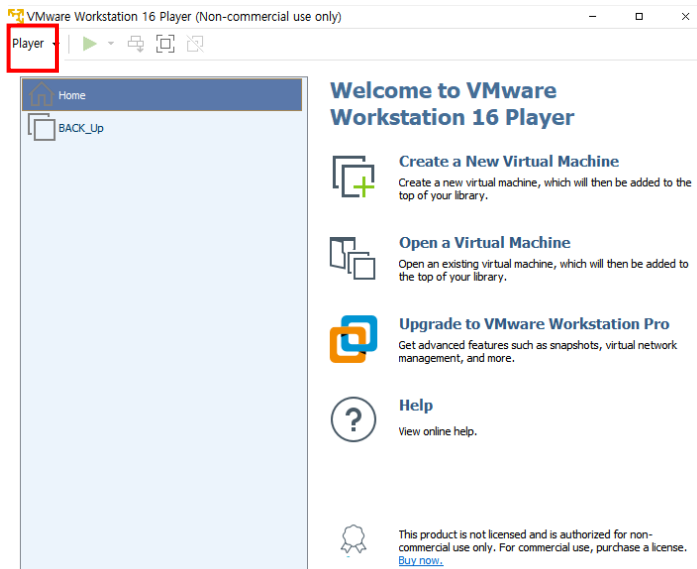 VMware Workstation 16 Player (Non-commercial use only)
Player
Home
BACK_Up
Welcome to VMware
Workstation 16 Player
Create a New Virtual Machine
Create a new virtual machine, which will then be added to the
top of your library.
Open a Virtual Machine
Open an existing virtual machine, which will then be added to
the top of your library.
Upgrade to VMware Workstation Pro
Get advanced features such as snapshots, virtual network
management, and more.
Help
View online help.
This product is not licensed and is authorized for non-
commercial use only. For commercial use, purchase a license.
Buy now.